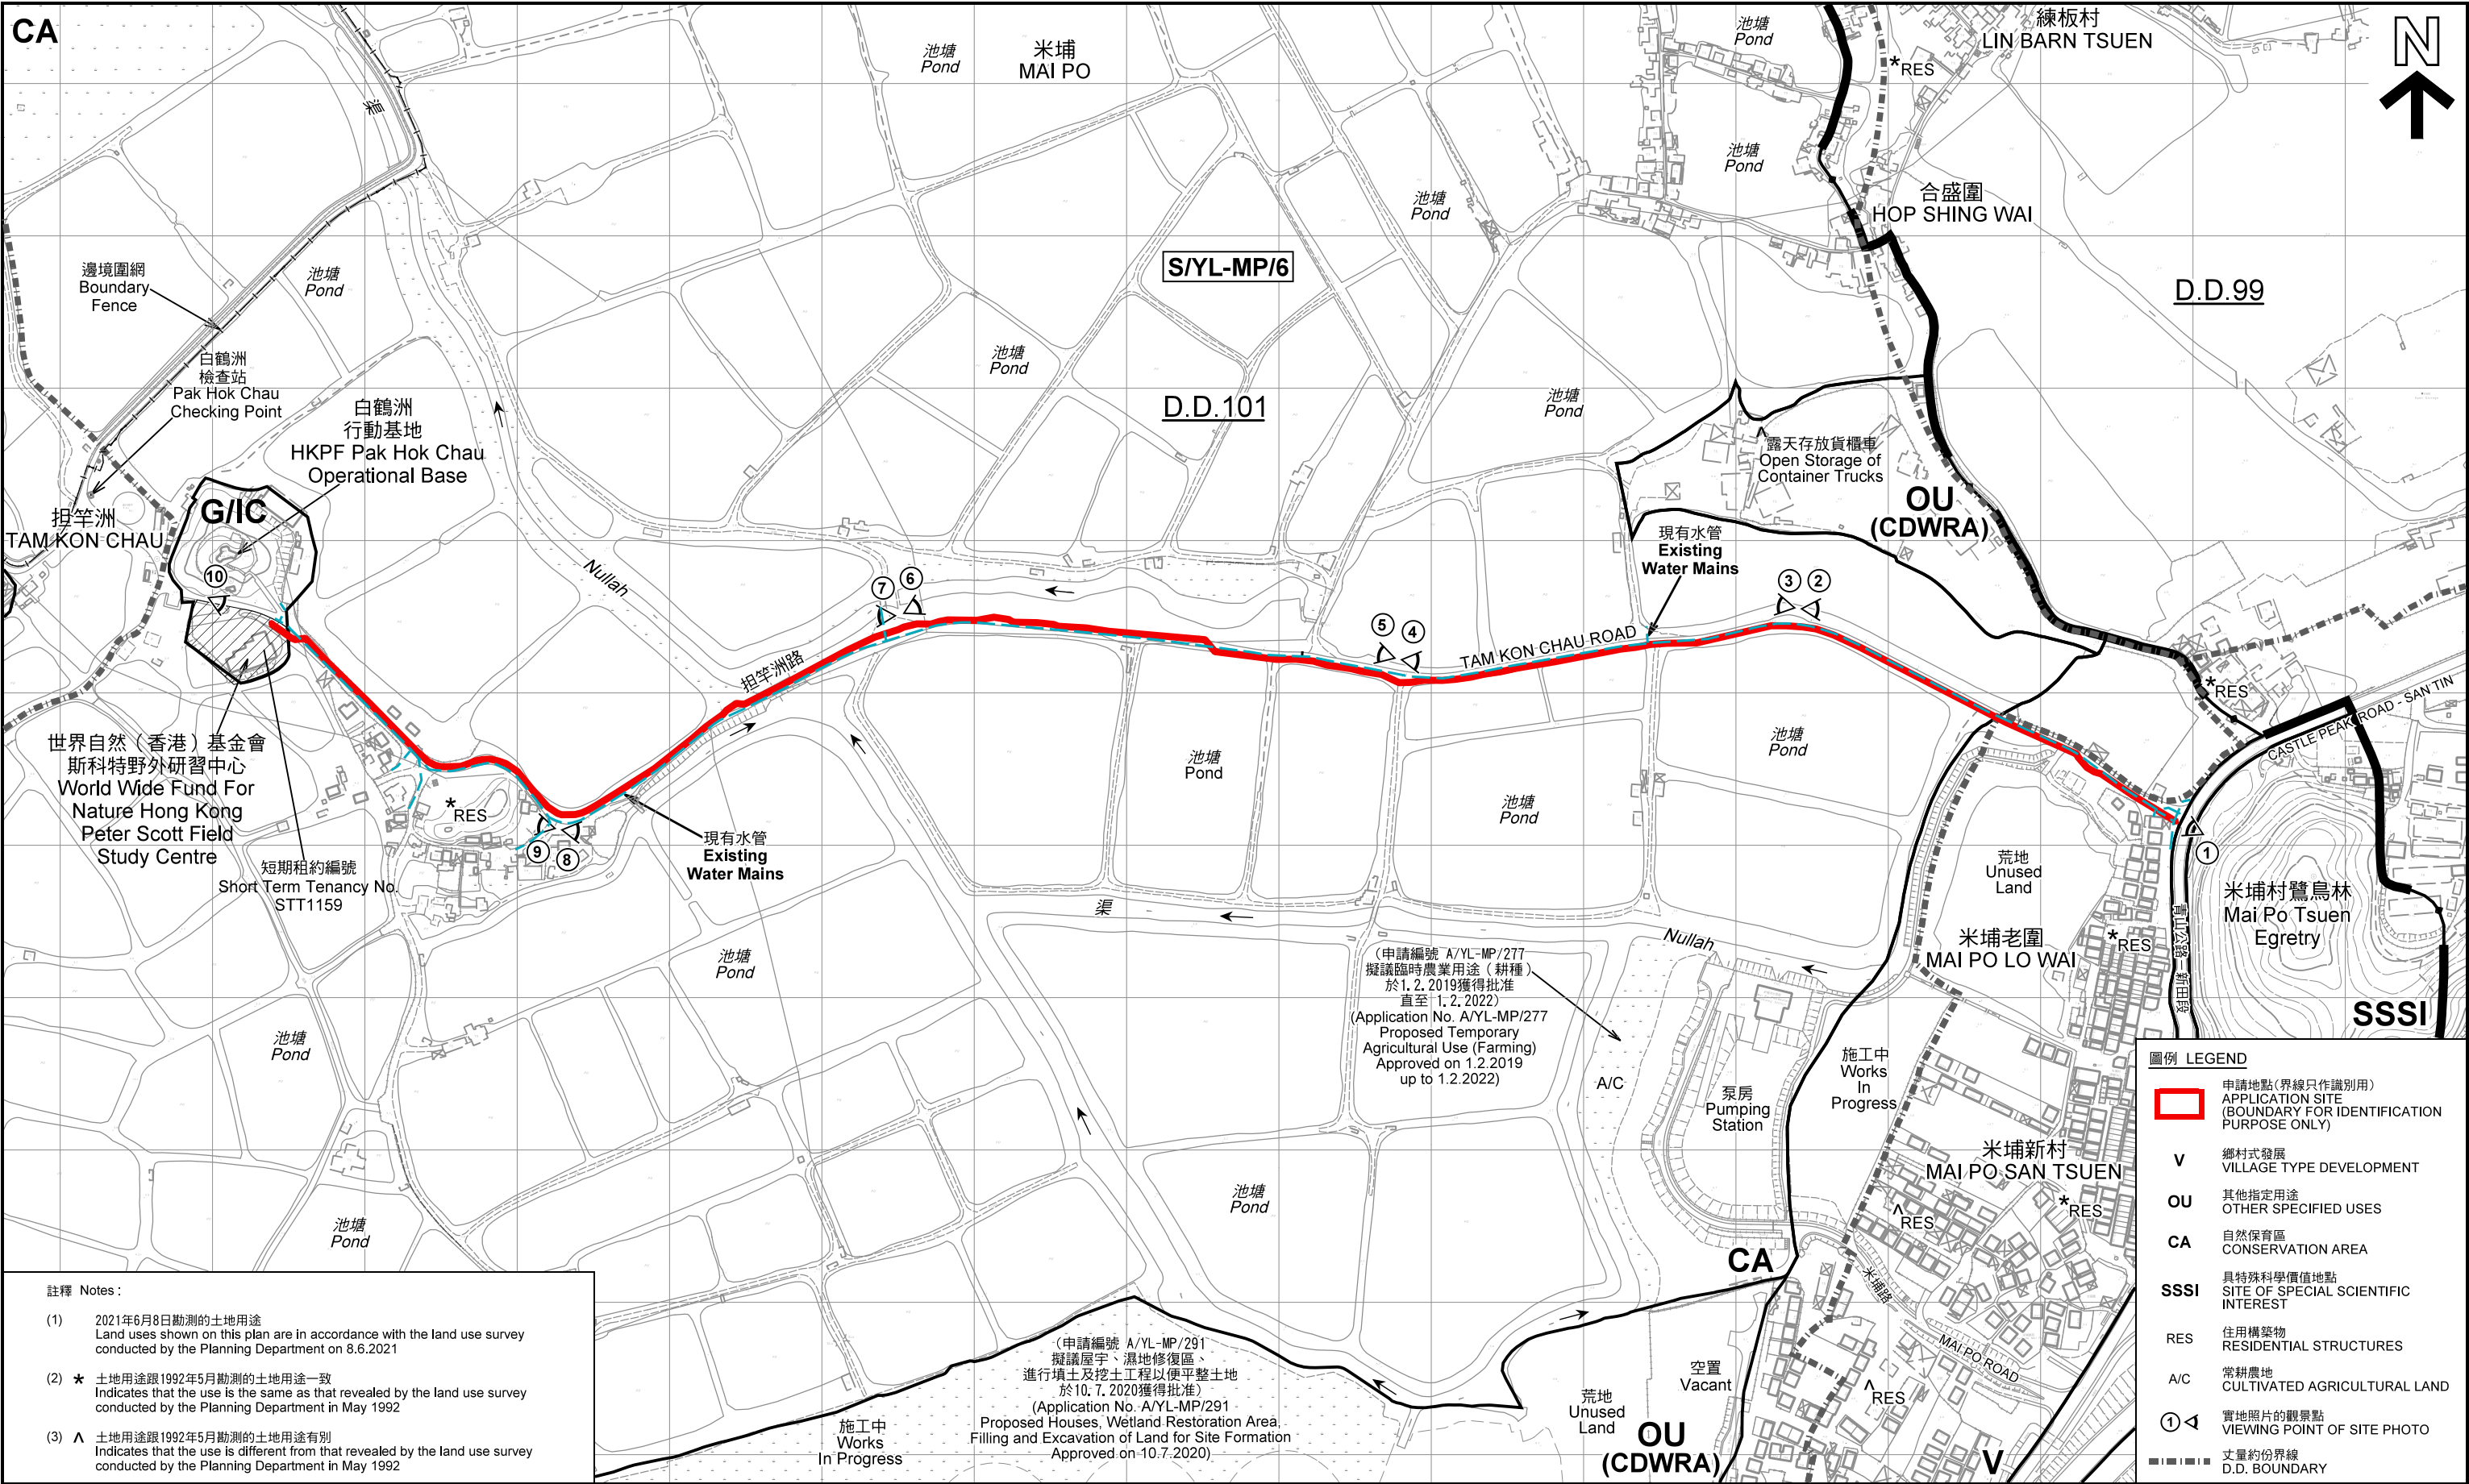 CA
池塘
Pond
米埔
MAI PO
池塘
Pond
練板村
LIN BARN TSUEN
*RES
N
渠
池塘
Pond
池塘
Pond
合盛圍
HOP SHING WAI
S/YL-MP/6
D.D.99
邊境圍網
Boundary
Fence
池塘
Pond
白鶴洲
檢查站
Pak Hok Chau
Checking Point
池塘
Pond
D.D.101
池塘
Pond
白鶴洲
行動基地
HKPF Pak Hok Chau
Operational Base
^
露天存放貨櫃車
Open Storage of
Container Trucks
OU
(CDWRA)
G/IC
担竿洲
TAM KON CHAU
現有水管
Existing
Water Mains
Nullah
10
7
6
5
4
3
2
TAM KON CHAU ROAD
担竿洲路
*RES
CASTLE PEAK ROAD - SAN TIN
世界自然（香港）基金會
斯科特野外研習中心
World Wide Fund For
Nature Hong Kong
Peter Scott Field
Study Centre
池塘
Pond
池塘
Pond
池塘
Pond
*RES
9
8
1
現有水管
Existing
Water Mains
短期租約編號
Short Term Tenancy No.
STT1159
荒地
Unused
Land
米埔村鷺鳥林
Mai Po Tsuen
Egretry
渠
青山公路－新田段
Nullah
米埔老圍
MAI PO LO WAI
*RES
池塘
Pond
（申請編號 A/YL-MP/277
擬議臨時農業用途（耕種）
於1.2.2019獲得批准
直至 1.2.2022）
(Application No. A/YL-MP/277
Proposed Temporary
Agricultural Use (Farming)
Approved on 1.2.2019
up to 1.2.2022)
SSSI
池塘
Pond
A/C
泵房
Pumping
Station
施工中
Works
In
Progress
米埔新村
MAI PO SAN TSUEN
*RES
^RES
池塘
Pond
池塘
Pond
CA
米埔路
MAI PO ROAD
（申請編號 A/YL-MP/291
擬議屋宇、濕地修復區、
進行填土及挖土工程以便平整土地
於10.7.2020獲得批准）
(Application No. A/YL-MP/291
Proposed Houses, Wetland Restoration Area,
Filling and Excavation of Land for Site Formation
Approved on 10.7.2020)
施工中
Works
In Progress
荒地
Unused
Land
空置
Vacant
^RES
OU
(CDWRA)
V
註釋 Notes :
(1) 2021年6月8日勘測的土地用途
Land uses shown on this plan are in accordance with the land use survey
conducted by the Planning Department on 8.6.2021
(2) * 土地用途跟1992年5月勘測的土地用途一致
Indicates that the use is the same as that revealed by the land use survey
conducted by the Planning Department in May 1992
(3) ^ 土地用途跟1992年5月勘測的土地用途有別
Indicates that the use is different from that revealed by the land use survey
conducted by the Planning Department in May 1992
圖例 LEGEND
申請地點(界線只作識別用)
APPLICATION SITE
(BOUNDARY FOR IDENTIFICATION
PURPOSE ONLY)
V 鄉村式發展
VILLAGE TYPE DEVELOPMENT
OU 其他指定用途
OTHER SPECIFIED USES
CA 自然保育區
CONSERVATION AREA
SSSI 具特殊科學價值地點
SITE OF SPECIAL SCIENTIFIC
INTEREST
RES 住用構築物
RESIDENTIAL STRUCTURES
A/C 常耕農地
CULTIVATED AGRICULTURAL LAND
1 實地照片的觀景點
VIEWING POINT OF SITE PHOTO
丈量約份界線
D.D. BOUNDARY